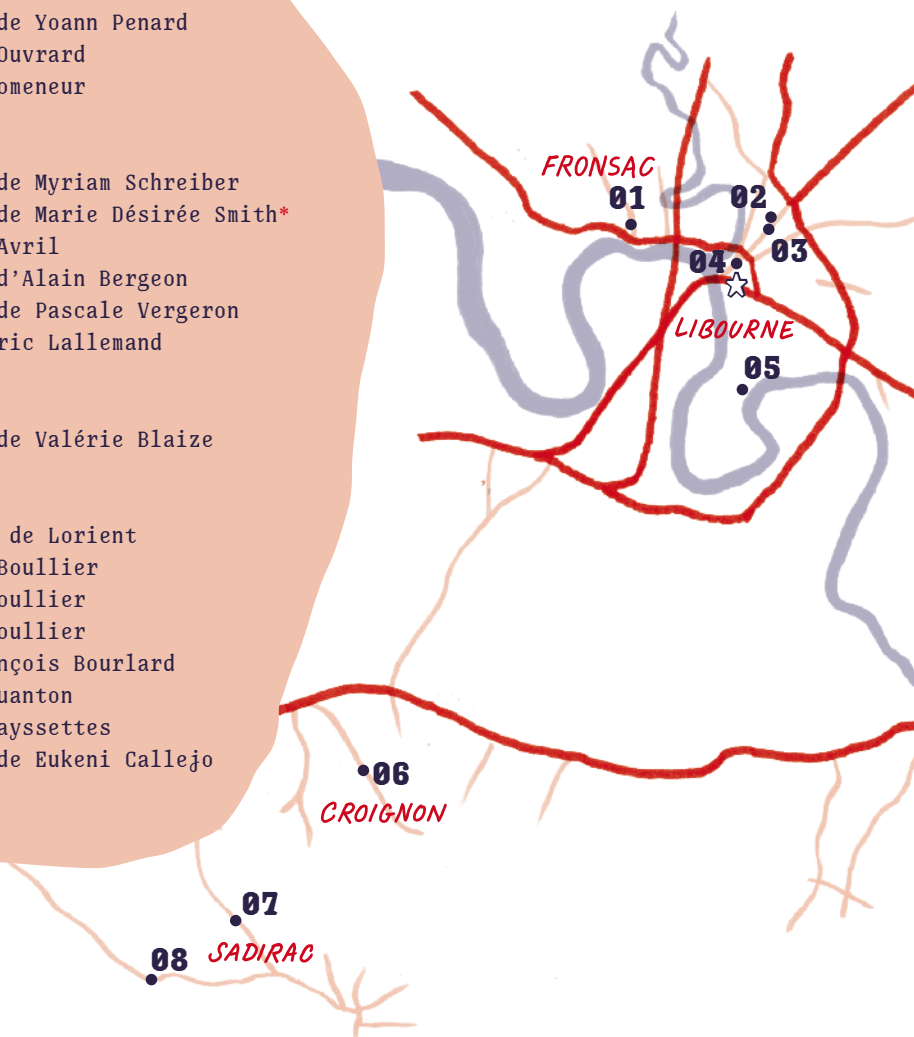 de Yoann Penard
Ouvrard
omeneur
de Myriam Schreiber
de Marie Désirée Smith*
Avril
d’Alain Bergeon
de Pascale Vergeron
ric Lallemand
de Valérie Blaize
de Lorient
Boullier
oullier
oullier
nçois Bourlard
uanton
ayssettes
de Eukeni Callejo
FRONSAC
01
02
03
04
LIBOURNE
05
06
CROIGNON
07
SADIRAC
08